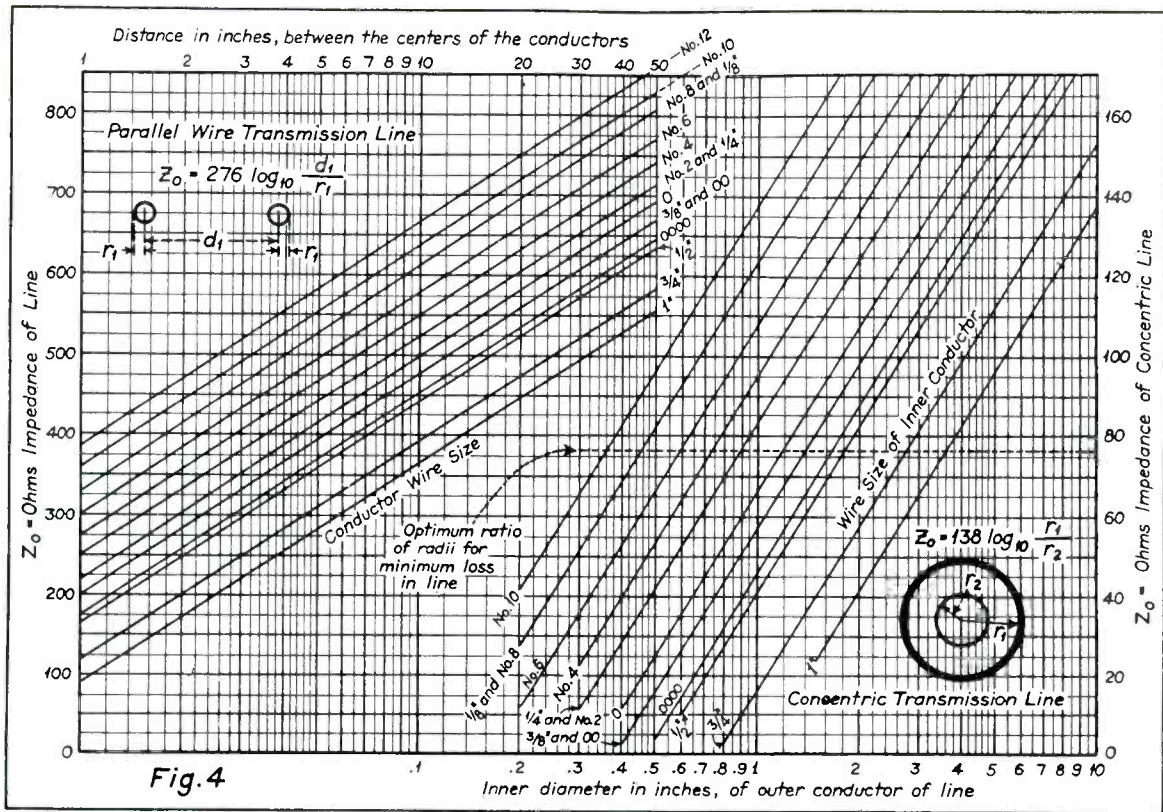 Distance in inches, between the centers of the conductors
1 2 3 4 5 6 7 8 9 10 20 30 40 50
No.12
No.10
No.8 and 1/8"
No.6
No.4
No.2 and 1/4"
0
3/8" and 00
0000
1/2"
3/4"
1"
Parallel Wire Transmission Line
Z₀ = 276 log₁₀ d₁/r₁
r₁ d₁ r₁
Z₀ = Ohms Impedance of Line
800
700
600
500
400
300
200
100
0
Conductor Wire Size
Optimum ratio
of radii for
minimum loss
in line
Wire Size of Inner Conductor
Z₀ = 138 log₁₀ r₁/r₂
r₂
r₁
Concentric Transmission Line
No.10
1/8" and No.8
No.6
No.4
1/4" and No.2
0
3/8" and 00
0000
1/2"
3/4"
1"
160
140
120
100
80
60
40
20
0
Z₀ = Ohms Impedance of Concentric Line
.1 .2 .3 .4 .5 .6 .7 .8 .9 1 2 3 4 5 6 7 8 9 10
Inner diameter in inches, of outer conductor of line
Fig.4